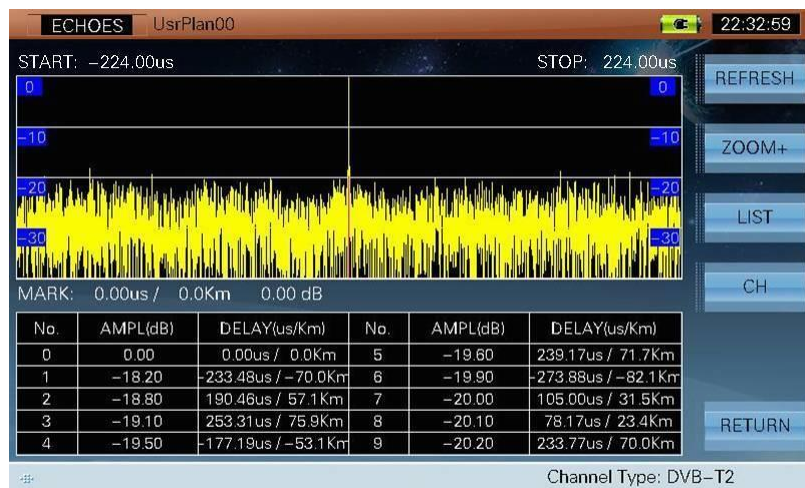 ECHOES UsrPlan00 22:32:59
START: -224.00us STOP: 224.00us
REFRESH
0 0
-10 -10
ZOOM+
-20 -20
LIST
-30 -30
CH
MARK: 0.00us / 0.0Km 0.00 dB
No. AMPL(dB) DELAY(us/Km) No. AMPL(dB) DELAY(us/Km)
0 0.00 0.00us / 0.0Km 5 -19.60 239.17us / 71.7Km
1 -18.20 -233.48us / -70.0Km 6 -19.90 -273.88us / -82.1Km
2 -18.80 190.46us / 57.1Km 7 -20.00 105.00us / 31.5Km
3 -19.10 253.31us / 75.9Km 8 -20.10 78.17us / 23.4Km
4 -19.50 -177.19us / -53.1Km 9 -20.20 233.77us / 70.0Km
RETURN
Channel Type: DVB-T2